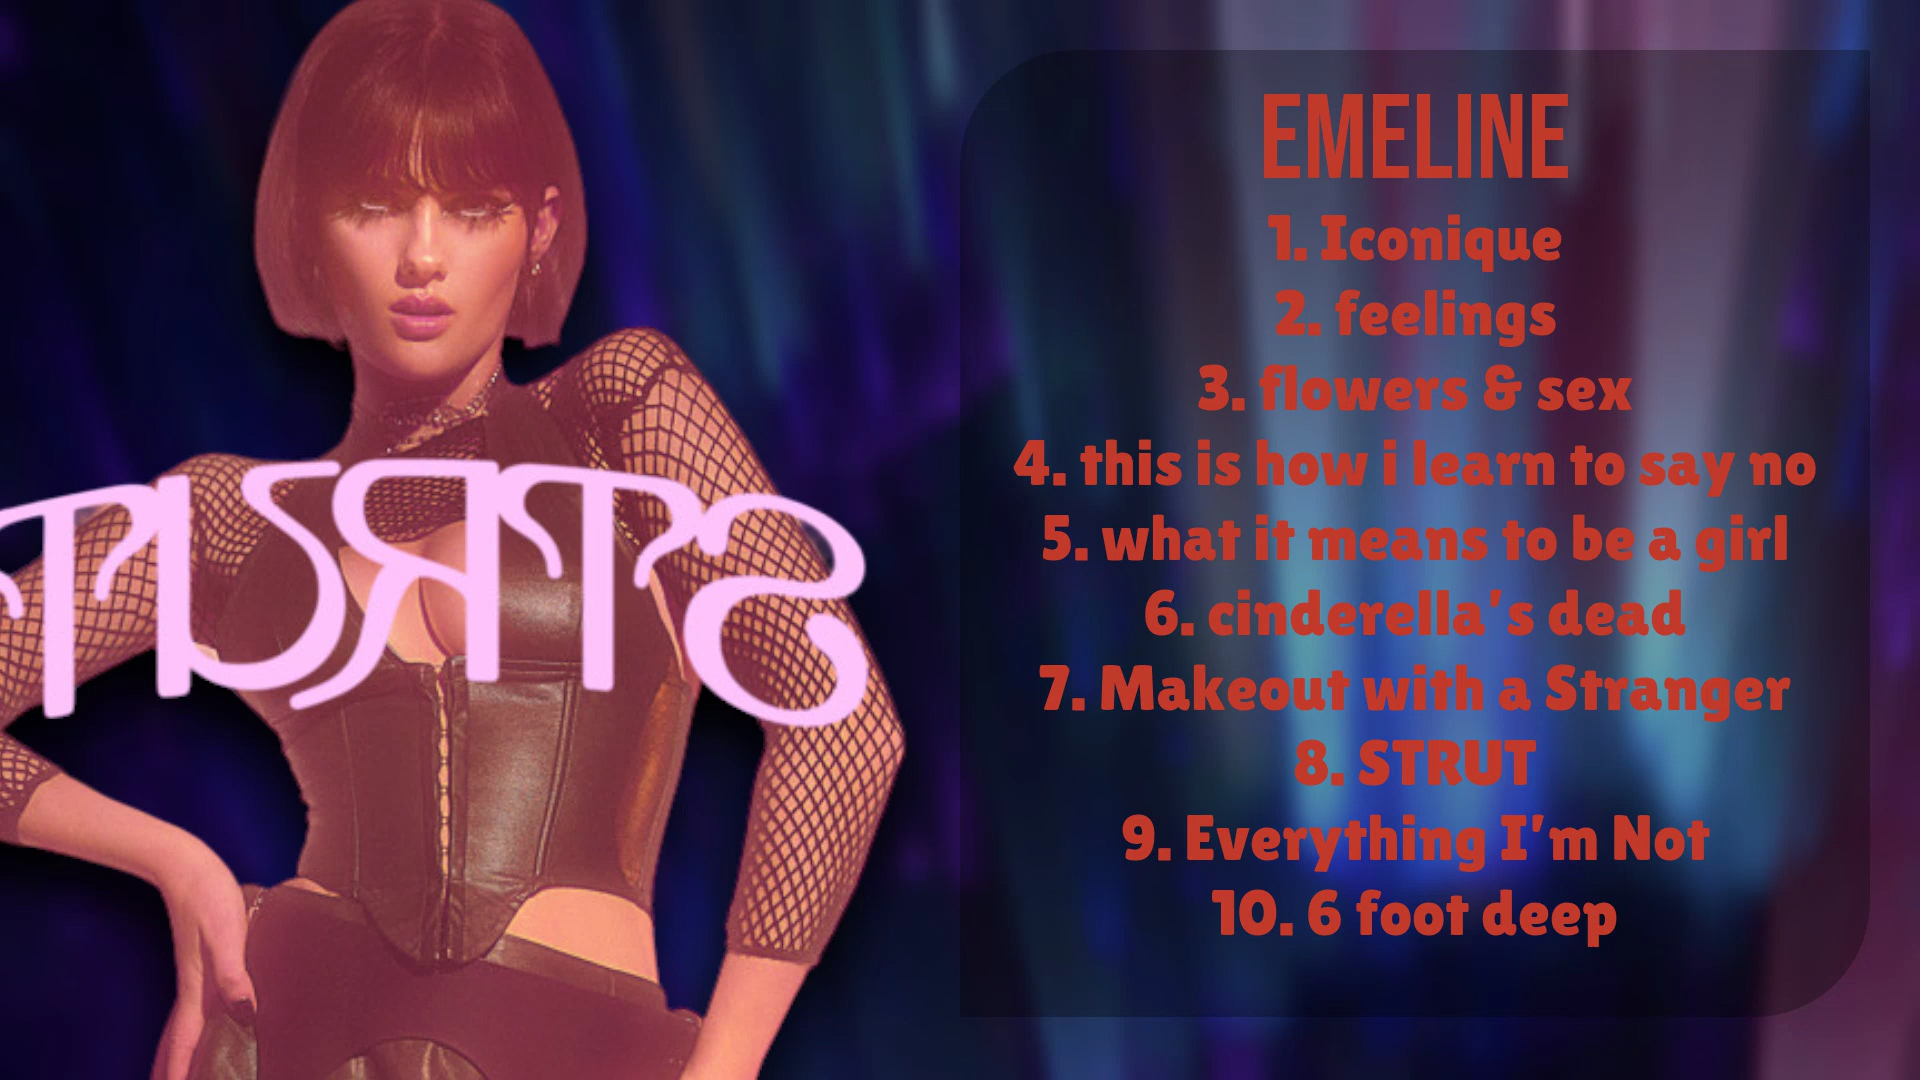 STRUT
EMELINE
1. Iconique
2. feelings
3. flowers & sex
4. this is how i learn to say no
5. what it means to be a girl
6. cinderella's dead
7. Makeout with a Stranger
8. STRUT
9. Everything I'm Not
10. 6 foot deep